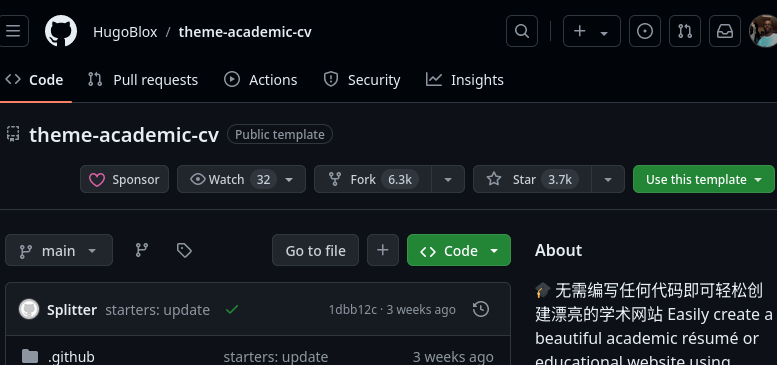 HugoBlox / theme-academic-cv
Code Pull requests Actions Security Insights
theme-academic-cv Public template
Sponsor Watch 32 Fork 6.3k Star 3.7k Use this template
main Go to file Code About
🎓 无需编写任何代码即可轻松创
建漂亮的学术网站 Easily create a
beautiful academic résumé or
educational website using
Splitter starters: update 1dbb12c · 3 weeks ago
.github starters: update 3 weeks ago